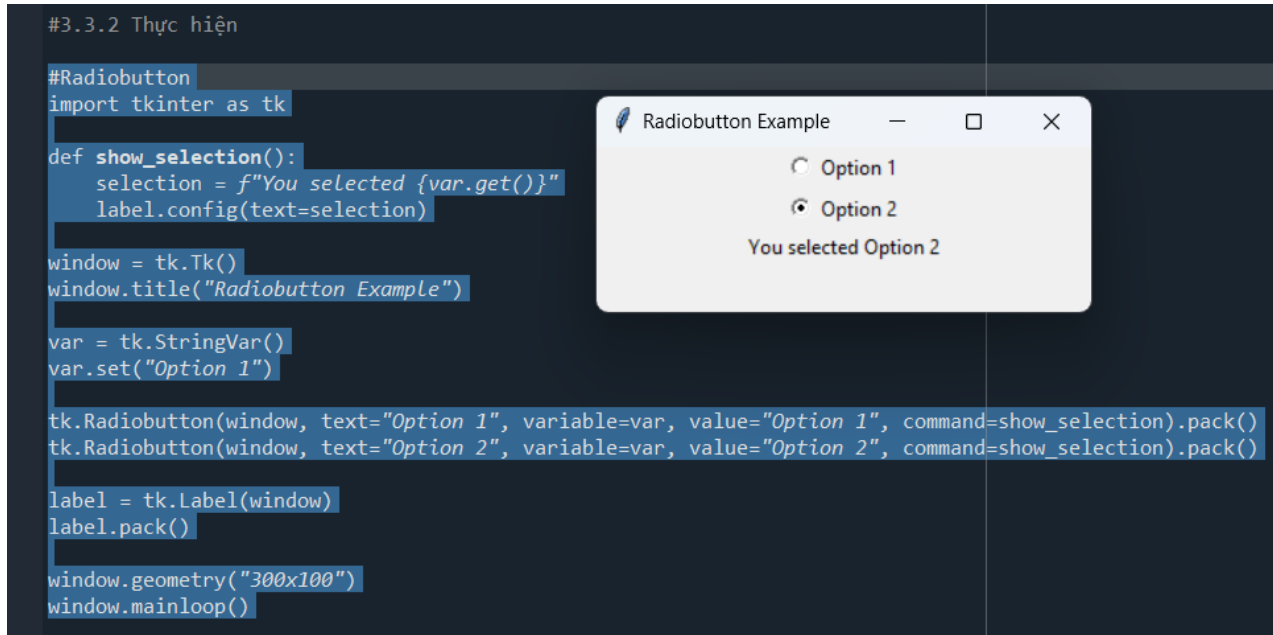 #3.3.2 Thực hiện
#Radiobutton
import tkinter as tk
def show_selection():
    selection = f"You selected {var.get()}"
    label.config(text=selection)
window = tk.Tk()
window.title("Radiobutton Example")
var = tk.StringVar()
var.set("Option 1")
tk.Radiobutton(window, text="Option 1", variable=var, value="Option 1", command=show_selection).pack()
tk.Radiobutton(window, text="Option 2", variable=var, value="Option 2", command=show_selection).pack()
label = tk.Label(window)
label.pack()
window.geometry("300x100")
window.mainloop()
Radiobutton Example
Option 1
Option 2
You selected Option 2